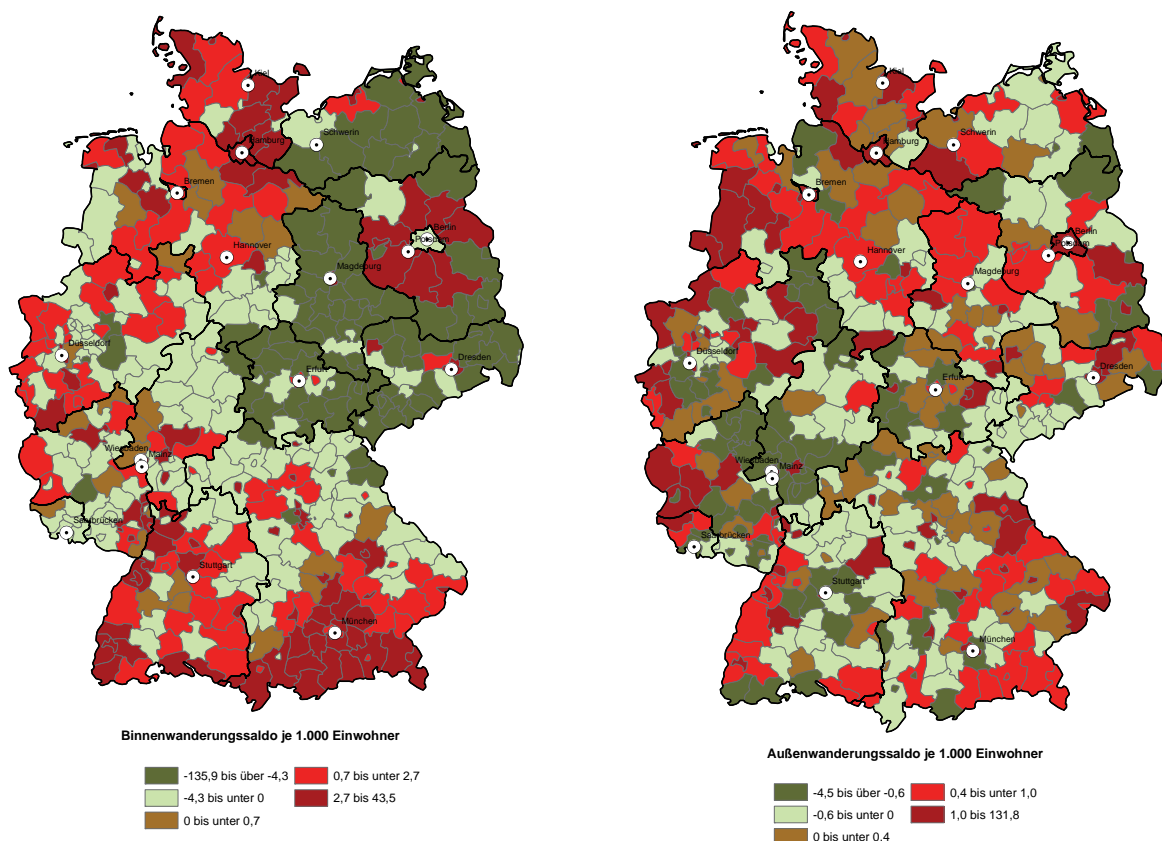 Kiel
Schwerin
Hamburg
Bremen
Berlin
Potsdam
Hannover
Magdeburg
Düsseldorf
Erfurt
Dresden
Wiesbaden
Mainz
Saarbrücken
Stuttgart
München
Binnenwanderungssaldo je 1.000 Einwohner
-135,9 bis über -4,3
0,7 bis unter 2,7
-4,3 bis unter 0
2,7 bis 43,5
0 bis unter 0,7
Kiel
Schwerin
Hamburg
Bremen
Berlin
Potsdam
Hannover
Magdeburg
Düsseldorf
Erfurt
Dresden
Wiesbaden
Mainz
Saarbrücken
Stuttgart
München
Außenwanderungssaldo je 1.000 Einwohner
-4,5 bis über -0,6
0,4 bis unter 1,0
-0,6 bis unter 0
1,0 bis 131,8
0 bis unter 0,4